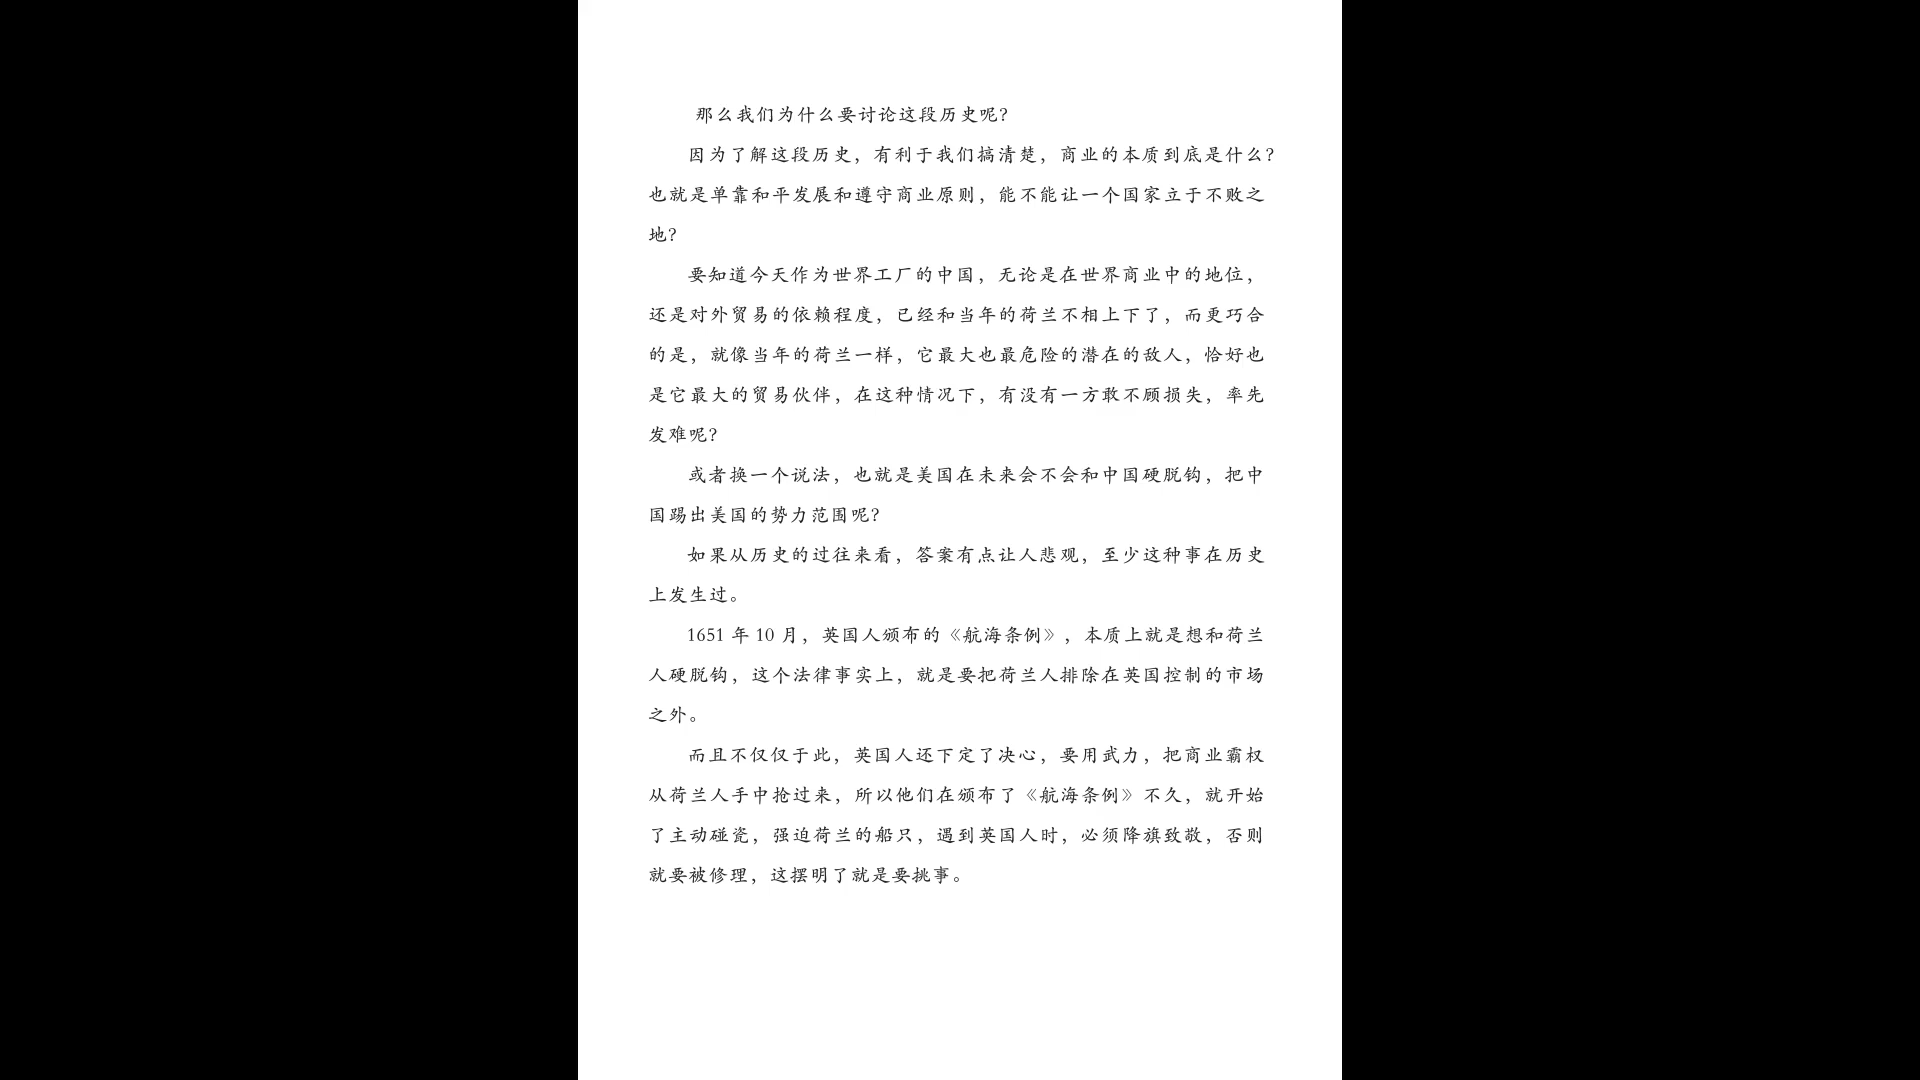 那么我们为什么要讨论这段历史呢？
因为了解这段历史，有利于我们搞清楚，商业的本质到底是什么？
也就是单靠和平发展和遵守商业原则，能不能让一个国家立于不败之
地？
要知道今天作为世界工厂的中国，无论是在世界商业中的地位，
还是对外贸易的依赖程度，已经和当年的荷兰不相上下了，而更巧合
的是，就像当年的荷兰一样，它最大也最危险的潜在的敌人，恰好也
是它最大的贸易伙伴，在这种情况下，有没有一方敢不顾损失，率先
发难呢？
或者换一个说法，也就是美国在未来会不会和中国硬脱钩，把中
国踢出美国的势力范围呢？
如果从历史的过往来看，答案有点让人悲观，至少这种事在历史
上发生过。
1651 年 10 月，英国人颁布的《航海条例》，本质上就是想和荷兰
人硬脱钩，这个法律事实上，就是要把荷兰人排除在英国控制的市场
之外。
而且不仅仅于此，英国人还下定了决心，要用武力，把商业霸权
从荷兰人手中抢过来，所以他们在颁布了《航海条例》不久，就开始
了主动碰瓷，强迫荷兰的船只，遇到英国人时，必须降旗致敬，否则
就要被修理，这摆明了就是要挑事。